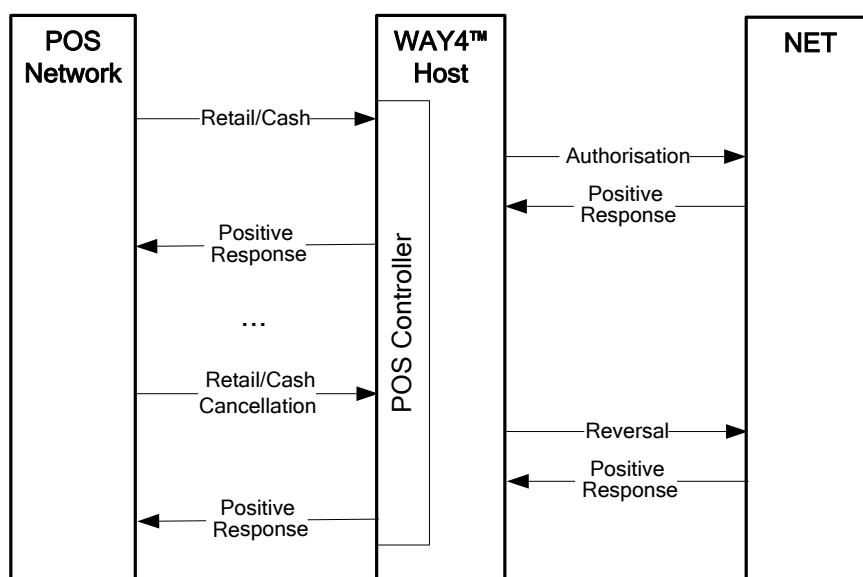 POS
Network
WAY4™
Host
NET
Retail/Cash
Authorisation
Positive
Response
Positive
Response
...
POS Controller
Retail/Cash
Cancellation
Reversal
Positive
Response
Positive
Response